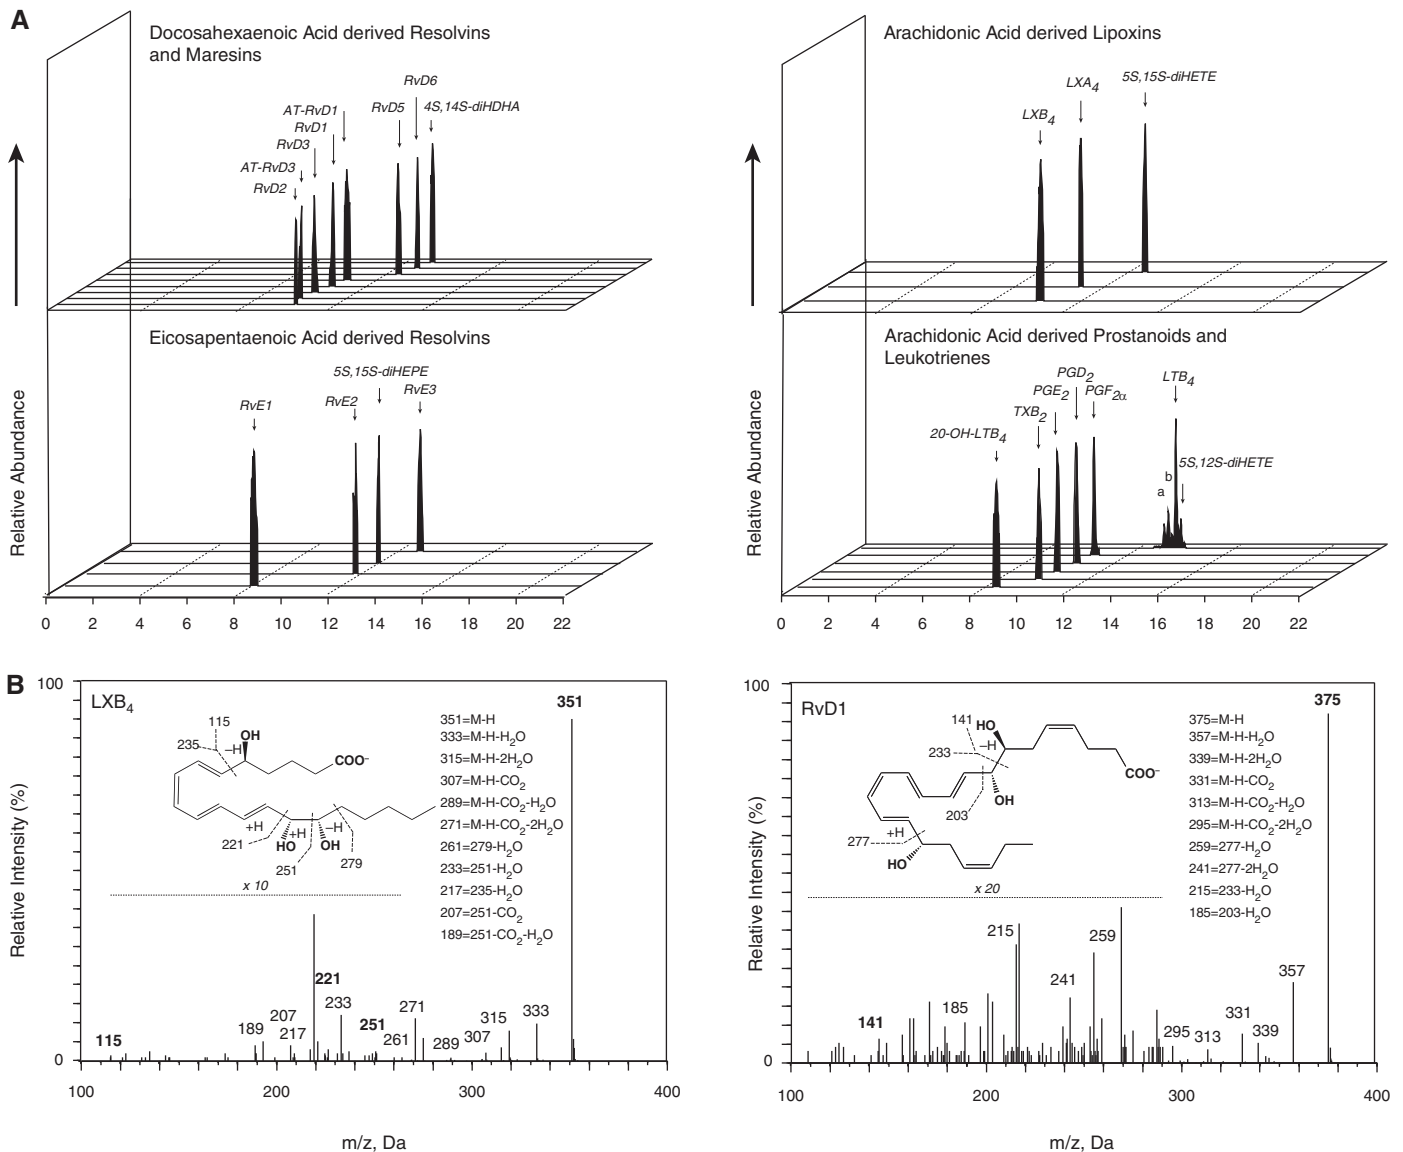 A
Docosahexaenoic Acid derived Resolvins
and Maresins
RvD6
AT-RvD1
RvD5
4S,14S-diHDHA
RvD1
RvD3
AT-RvD3
RvD2
Arachidonic Acid derived Lipoxins
5S,15S-diHETE
LXA4
LXB4
Eicosapentaenoic Acid derived Resolvins
5S,15S-diHEPE
RvE3
RvE2
RvE1
Relative Abundance
0 2 4 6 8 10 12 14 16 18 20 22
Arachidonic Acid derived Prostanoids and
Leukotrienes
PGD2
LTB4
PGE2
PGF2α
TXB2
20-OH-LTB4
5S,12S-diHETE
b
a
Relative Abundance
0 2 4 6 8 10 12 14 16 18 20 22
B
100
LXB4
351
115
OH
235
–H
COO–
+H
+H
–H
221
HO
OH
251
279
x 10
351=M-H
333=M-H-H2O
315=M-H-2H2O
307=M-H-CO2
289=M-H-CO2-H2O
271=M-H-CO2-2H2O
261=279-H2O
233=251-H2O
217=235-H2O
207=251-CO2
189=251-CO2-H2O
221
207
233
271
315
333
189
217
251
261
289
307
115
0
100 200 300 400
Relative Intensity (%)
m/z, Da
100
RvD1
375
141
HO
–H
233
COO–
OH
203
+H
277
HO
x 20
375=M-H
357=M-H-H2O
339=M-H-2H2O
331=M-H-CO2
313=M-H-CO2-H2O
295=M-H-CO2-2H2O
259=277-H2O
241=277-2H2O
215=233-H2O
185=203-H2O
215
259
241
357
185
141
331
295
313
339
0
100 200 300 400
Relative Intensity (%)
m/z, Da